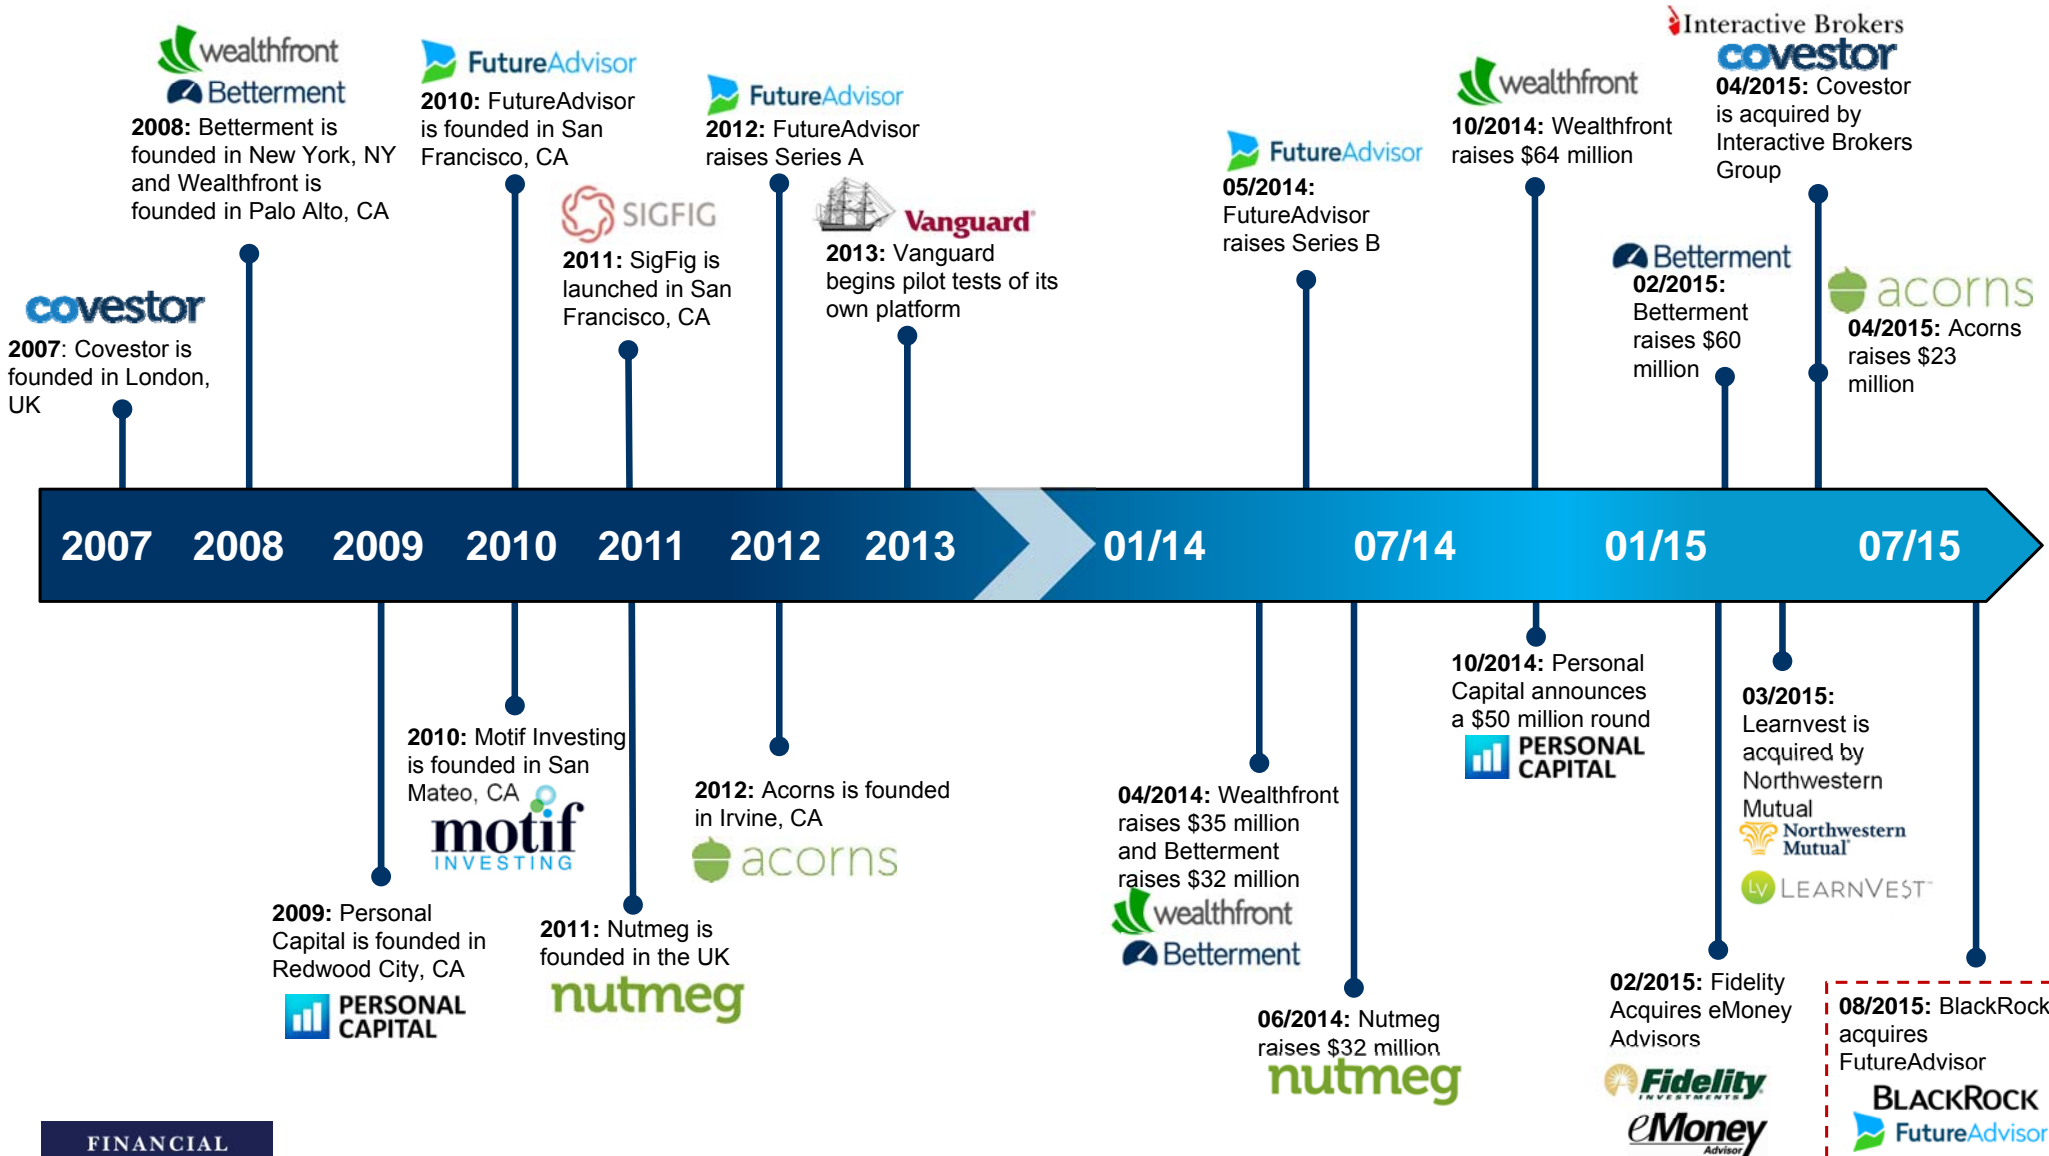 Interactive Brokers
covestor
04/2015: Covestor
is acquired by
Interactive Brokers
Group
wealthfront
Betterment
2008: Betterment is
founded in New York, NY
and Wealthfront is
founded in Palo Alto, CA
FutureAdvisor
2010: FutureAdvisor
is founded in San
Francisco, CA
FutureAdvisor
2012: FutureAdvisor
raises Series A
wealthfront
10/2014: Wealthfront
raises $64 million
FutureAdvisor
05/2014:
FutureAdvisor
raises Series B
SIGFIG
2011: SigFig is
launched in San
Francisco, CA
Vanguard
2013: Vanguard
begins pilot tests of its
own platform
Betterment
02/2015:
Betterment
raises $60
million
acorns
04/2015: Acorns
raises $23
million
covestor
2007: Covestor is
founded in London,
UK
2007 2008 2009 2010 2011 2012 2013 01/14 07/14 01/15 07/15
2009: Personal
Capital is founded in
Redwood City, CA
PERSONAL
CAPITAL
2010: Motif Investing
is founded in San
Mateo, CA
motif
INVESTING
2011: Nutmeg is
founded in the UK
nutmeg
2012: Acorns is founded
in Irvine, CA
acorns
04/2014: Wealthfront
raises $35 million
and Betterment
raises $32 million
wealthfront
Betterment
06/2014: Nutmeg
raises $32 million
nutmeg
10/2014: Personal
Capital announces
a $50 million round
PERSONAL
CAPITAL
02/2015: Fidelity
Acquires eMoney
Advisors
Fidelity
INVESTMENTS
eMoney
Advisor
03/2015:
Learnvest is
acquired by
Northwestern
Mutual
Northwestern
Mutual
LV LEARNVEST
08/2015: BlackRock
acquires
FutureAdvisor
BLACKROCK
FutureAdvisor
FINANCIAL